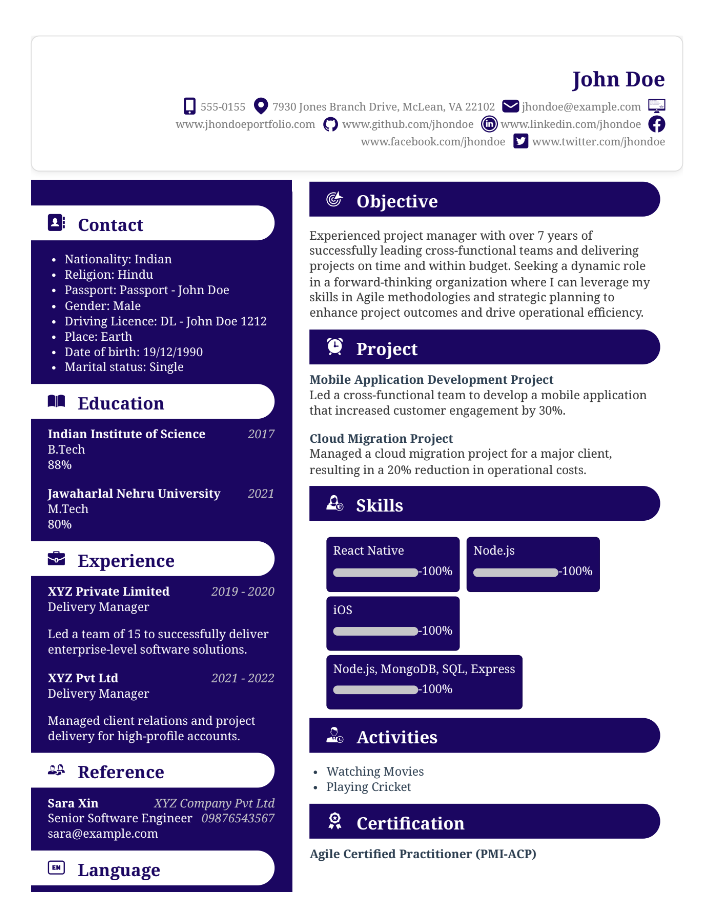 John Doe
555-0155 7930 Jones Branch Drive, McLean, VA 22102 jhondoe@example.com
www.jhondoeportfolio.com www.github.com/jhondoe www.linkedin.com/jhondoe
www.facebook.com/jhondoe www.twitter.com/jhondoe
Contact
• Nationality: Indian
• Religion: Hindu
• Passport: Passport - John Doe
• Gender: Male
• Driving Licence: DL - John Doe 1212
• Place: Earth
• Date of birth: 19/12/1990
• Marital status: Single
Education
Indian Institute of Science 2017
B.Tech
88%
Jawaharlal Nehru University 2021
M.Tech
80%
Experience
XYZ Private Limited 2019 - 2020
Delivery Manager
Led a team of 15 to successfully deliver
enterprise-level software solutions.
XYZ Pvt Ltd 2021 - 2022
Delivery Manager
Managed client relations and project
delivery for high-profile accounts.
Reference
Sara Xin XYZ Company Pvt Ltd
Senior Software Engineer 09876543567
sara@example.com
EN Language
Objective
Experienced project manager with over 7 years of
successfully leading cross-functional teams and delivering
projects on time and within budget. Seeking a dynamic role
in a forward-thinking organization where I can leverage my
skills in Agile methodologies and strategic planning to
enhance project outcomes and drive operational efficiency.
Project
Mobile Application Development Project
Led a cross-functional team to develop a mobile application
that increased customer engagement by 30%.
Cloud Migration Project
Managed a cloud migration project for a major client,
resulting in a 20% reduction in operational costs.
Skills
React Native
-100%
Node.js
-100%
iOS
-100%
Node.js, MongoDB, SQL, Express
-100%
Activities
• Watching Movies
• Playing Cricket
Certification
Agile Certified Practitioner (PMI-ACP)